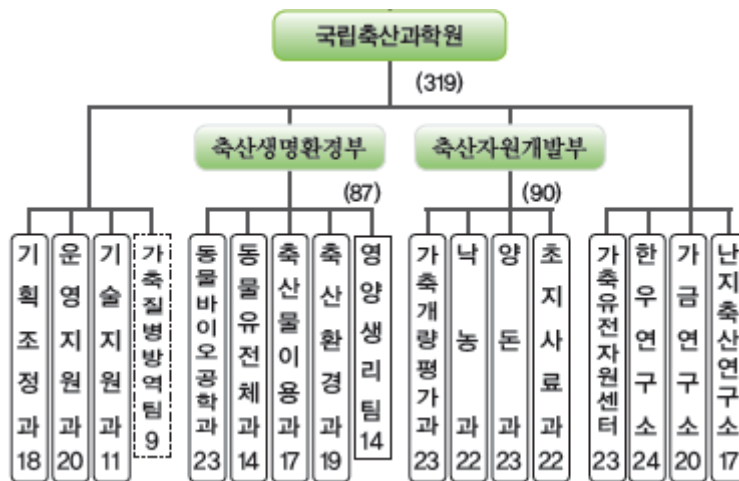 국립축산과학원
(319)
축산생명환경부
축산자원개발부
(87)
(90)
기획조정과 18
운영지원과 20
기술지원과 11
가축질병방역팀 9
동물바이오공학과 23
동물유전체과 14
축산물이용과 17
축산환경과 19
영양생리팀 14
가축개량평가과 23
낙농과 22
양돈과 23
초지사료과 22
가축유전자원센터 23
한우연구소 24
가금연구소 20
난지축산연구소 17